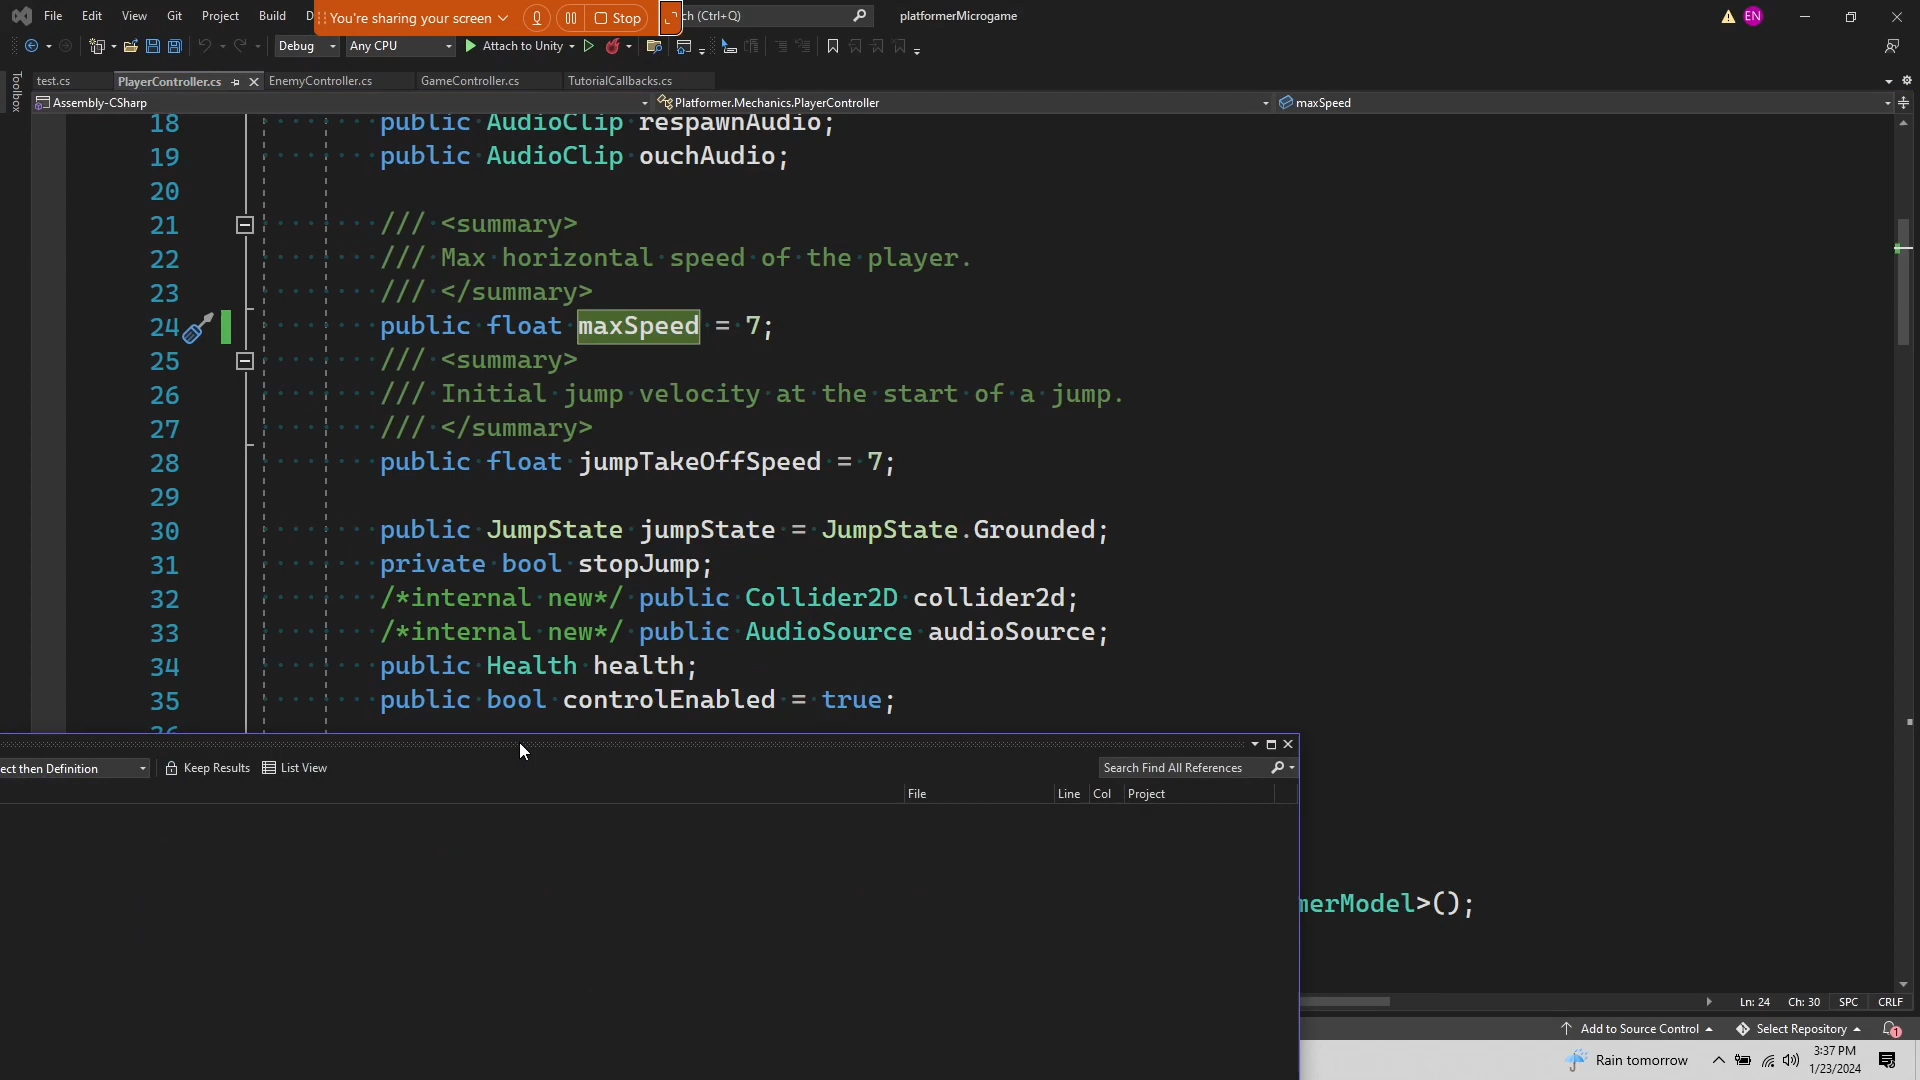 File Edit View Git Project Build D
You're sharing your screen Stop
ch (Ctrl+Q)
platformerMicrogame
EN
Debug Any CPU Attach to Unity
Toolbox
test.cs PlayerController.cs EnemyController.cs GameController.cs TutorialCallbacks.cs
Assembly-CSharp Platformer.Mechanics.PlayerController maxSpeed
18 public AudioClip respawnAudio;
19 public AudioClip ouchAudio;
20
21 /// <summary>
22 /// Max horizontal speed of the player.
23 /// </summary>
24 public float maxSpeed = 7;
25 /// <summary>
26 /// Initial jump velocity at the start of a jump.
27 /// </summary>
28 public float jumpTakeOffSpeed = 7;
29
30 public JumpState jumpState = JumpState.Grounded;
31 private bool stopJump;
32 /*internal new*/ public Collider2D collider2d;
33 /*internal new*/ public AudioSource audioSource;
34 public Health health;
35 public bool controlEnabled = true;
36
ect then Definition Keep Results List View Search Find All References
File Line Col Project
merModel>();
Ln: 24 Ch: 30 SPC CRLF
Add to Source Control Select Repository 1
Rain tomorrow 3:37 PM
1/23/2024